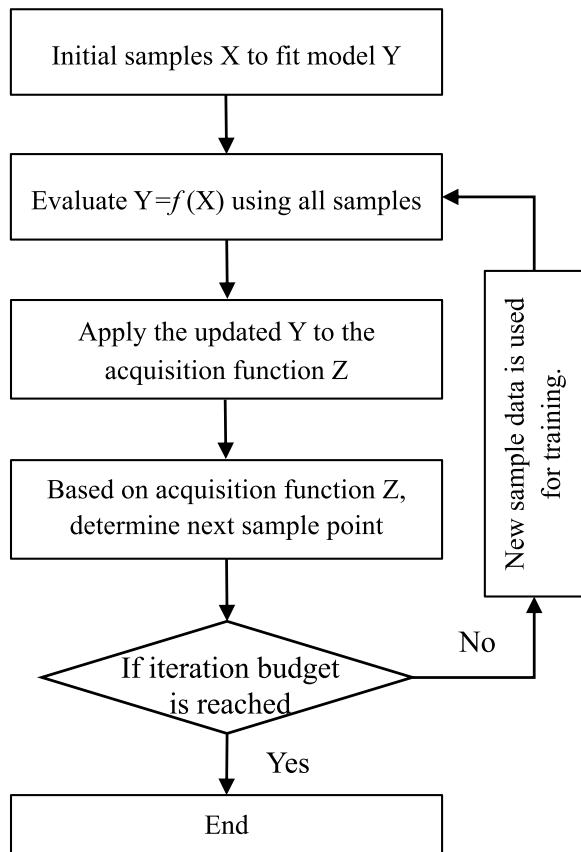 Initial samples X to fit model Y
Evaluate Y=f(X) using all samples
Apply the updated Y to the
acquisition function Z
Based on acquisition function Z,
determine next sample point
If iteration budget
is reached
No
New sample data is used
for training.
Yes
End